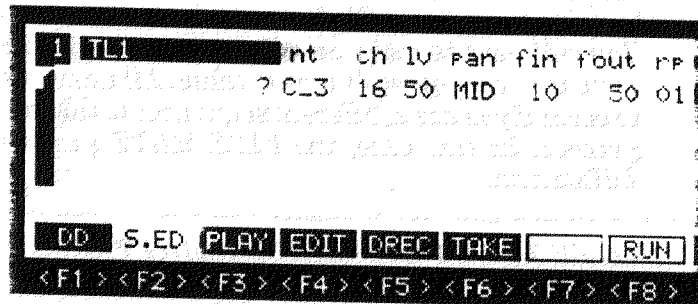 1 TL1 nt ch lv pan fin fout rp
? C_3 16 50 MID 10 50 01
DD S.ED PLAY EDIT DREC TAKE RUN
<F1> <F2> <F3> <F4> <F5> <F6> <F7> <F8>